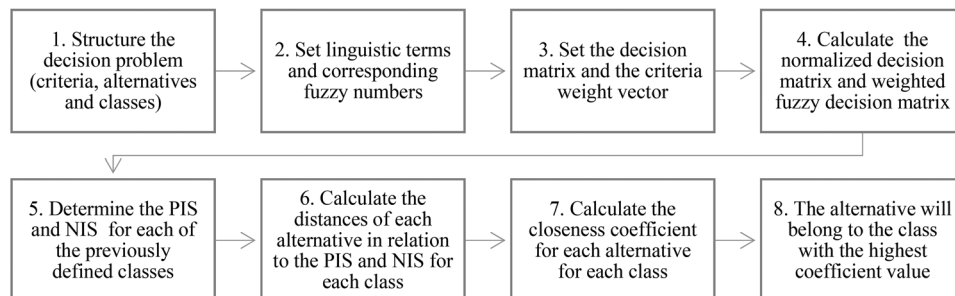 1. Structure the
decision problem
(criteria, alternatives
and classes)
2. Set linguistic terms
and corresponding
fuzzy numbers
3. Set the decision
matrix and the criteria
weight vector
4. Calculate the
normalized decision
matrix and weighted
fuzzy decision matrix
5. Determine the PIS
and NIS for each of
the previously
defined classes
6. Calculate the
distances of each
alternative in relation
to the PIS and NIS for
each class
7. Calculate the
closeness coefficient
for each alternative
for each class
8. The alternative will
belong to the class
with the highest
coefficient value